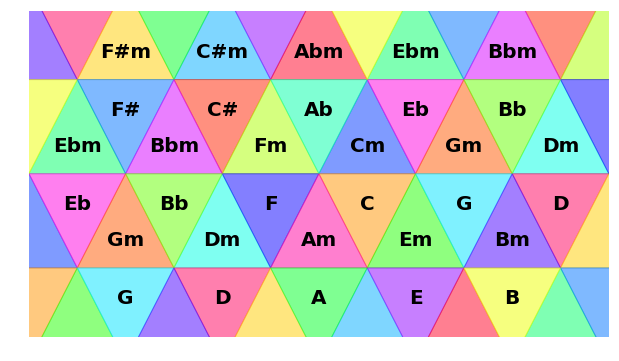 F#m C#m Abm Ebm Bbm
F# C# Ab Eb Bb
Ebm Bbm Fm Cm Gm Dm
Eb Bb F C G D
Gm Dm Am Em Bm
G D A E B